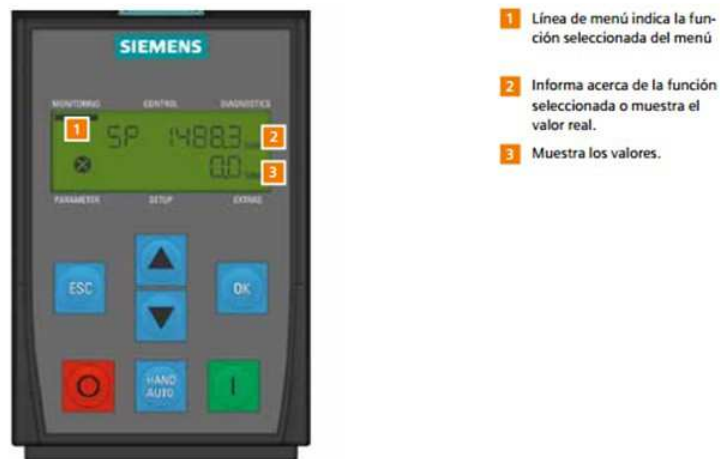 SIEMENS
MONITORING CONTROL DIAGNOSTICS
1
SP 1488.3
2
0.0
3
PARAMETER SETUP EXTRAS
ESC
OK
HAND
AUTO
I
1 Línea de menú indica la fun-
ción seleccionada del menú
2 Informa acerca de la función
seleccionada o muestra el
valor real.
3 Muestra los valores.